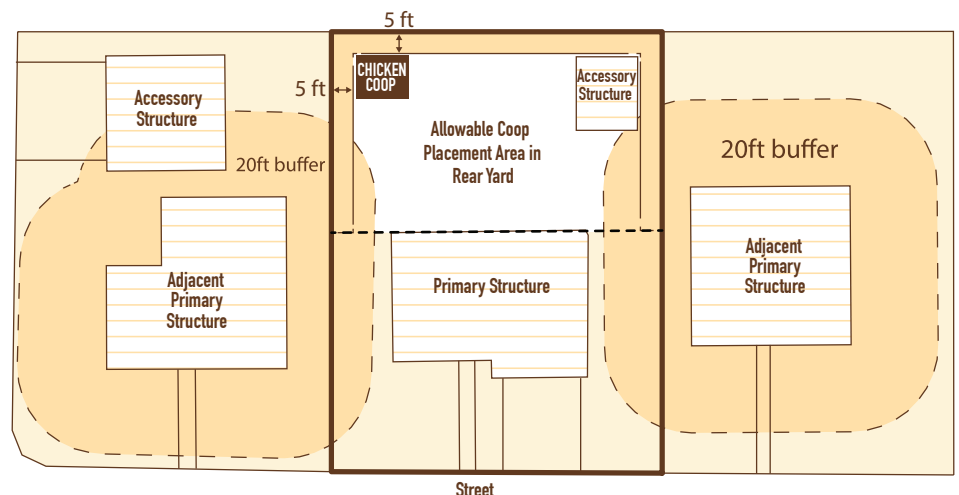 5 ft
CHICKEN
COOP
5 ft
Accessory
Structure
Accessory
Structure
Allowable Coop
Placement Area in
Rear Yard
20ft buffer
20ft buffer
Adjacent
Primary
Structure
Primary Structure
Adjacent
Primary
Structure
Street